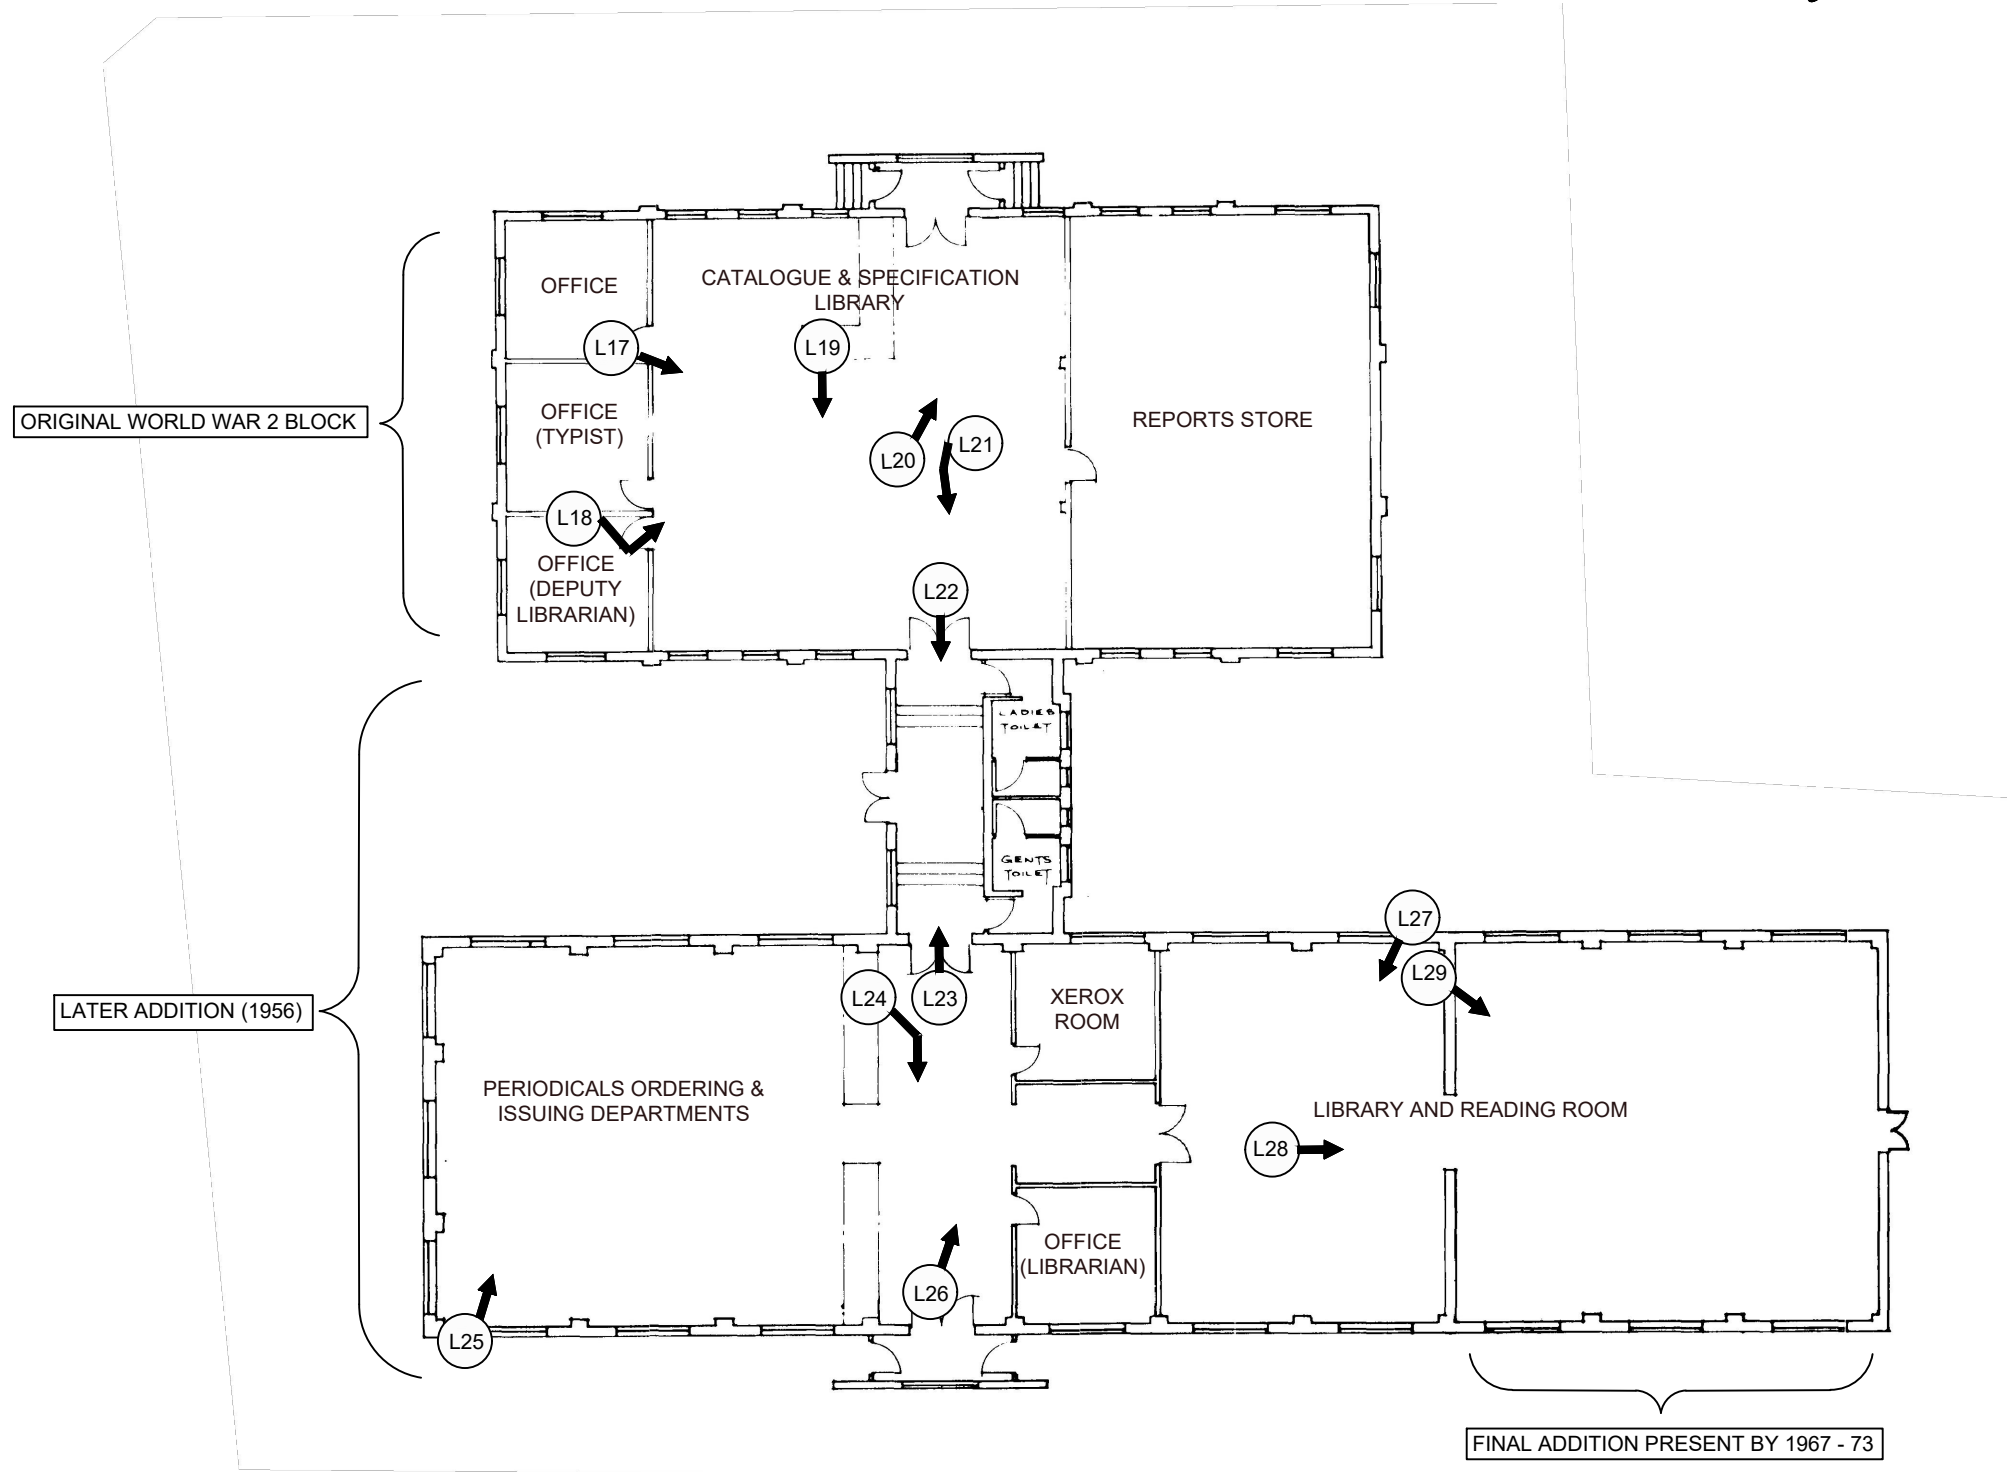 OFFICE
CATALOGUE & SPECIFICATION
LIBRARY
L17
L19
ORIGINAL WORLD WAR 2 BLOCK
OFFICE
(TYPIST)
REPORTS STORE
L20
L21
L18
OFFICE
(DEPUTY
LIBRARIAN)
L22
LADIES
TOILET
GENTS
TOILET
L27
L29
L24
L23
XEROX
ROOM
LATER ADDITION (1956)
PERIODICALS ORDERING &
ISSUING DEPARTMENTS
LIBRARY AND READING ROOM
L28
OFFICE
(LIBRARIAN)
L26
L25
FINAL ADDITION PRESENT BY 1967 - 73